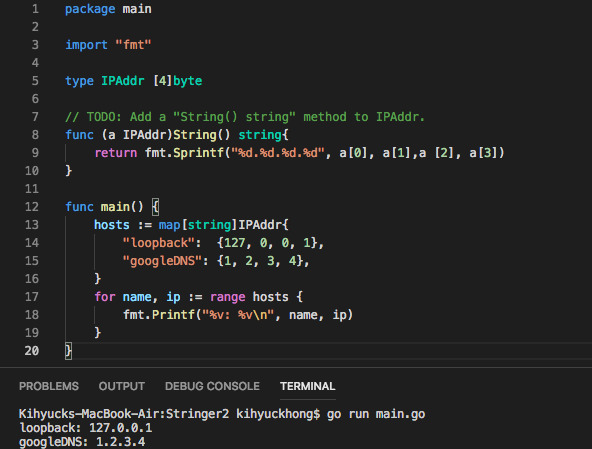 1 package main
2
3 import "fmt"
4
5 type IPAddr [4]byte
6
7 // TODO: Add a "String() string" method to IPAddr.
8 func (a IPAddr)String() string{
9     return fmt.Sprintf("%d.%d.%d.%d", a[0], a[1],a [2], a[3])
10 }
11
12 func main() {
13     hosts := map[string]IPAddr{
14         "loopback":  {127, 0, 0, 1},
15         "googleDNS": {1, 2, 3, 4},
16     }
17     for name, ip := range hosts {
18         fmt.Printf("%v: %v\n", name, ip)
19     }
20 }
PROBLEMS OUTPUT DEBUG CONSOLE TERMINAL
Kihyucks-MacBook-Air:Stringer2 kihyuckhong$ go run main.go
loopback: 127.0.0.1
googleDNS: 1.2.3.4